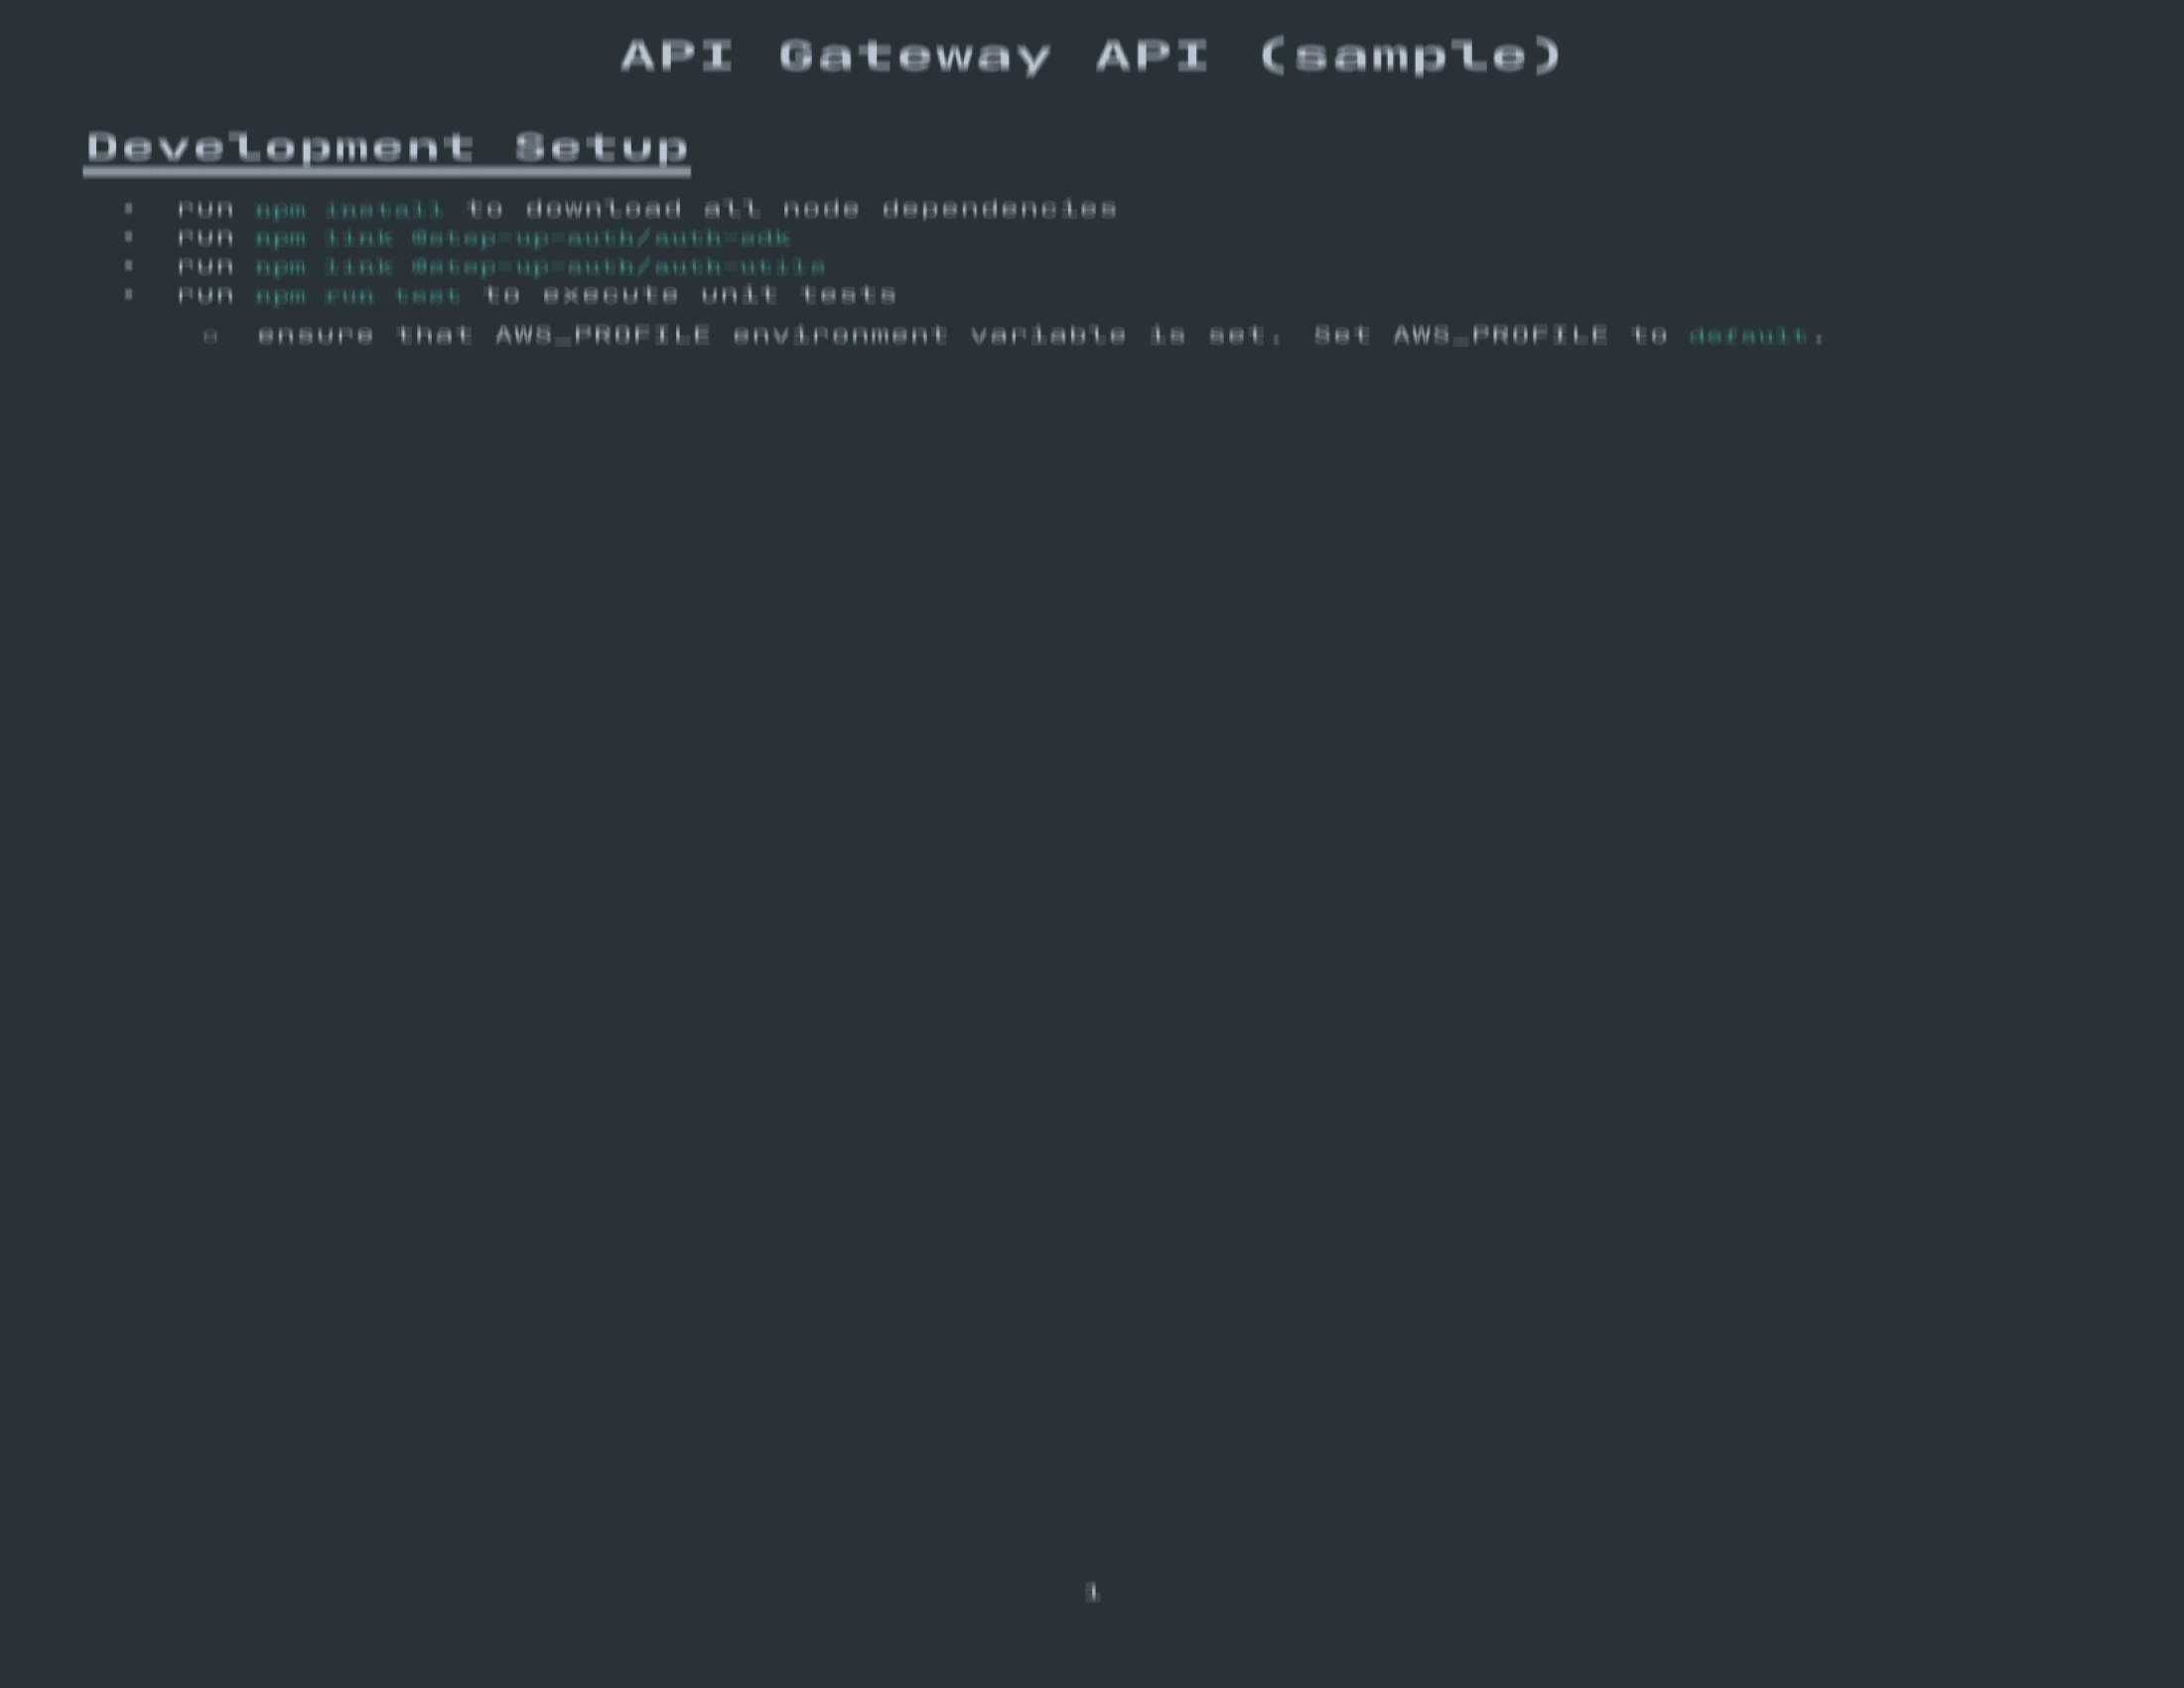 API Gateway API (sample)
Development Setup
run npm install to download all node dependencies
run npm link @step-up-auth/auth-sdk
run npm link @step-up-auth/auth-utils
run npm run test to execute unit tests
ensure that AWS_PROFILE environment variable is set. Set AWS_PROFILE to default.
1